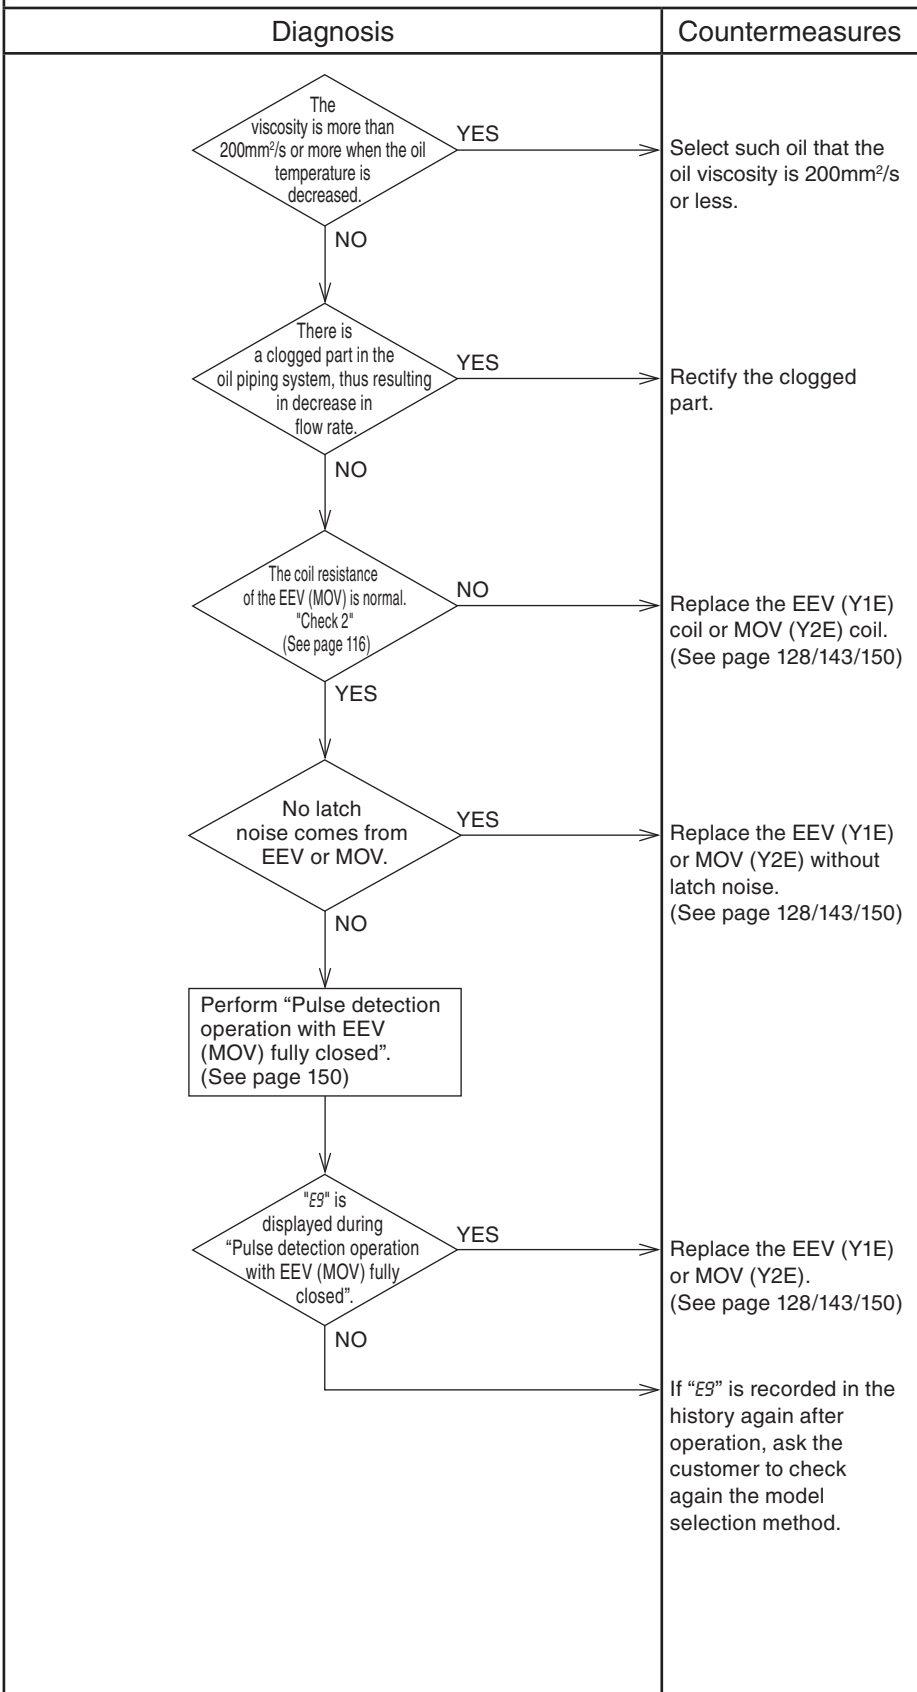 Diagnosis
Countermeasures
The
viscosity is more than
200mm²/s or more when the oil
temperature is
decreased.
YES
Select such oil that the
oil viscosity is 200mm²/s
or less.
NO
There is
a clogged part in the
oil piping system, thus resulting
in decrease in
flow rate.
YES
Rectify the clogged
part.
NO
The coil resistance
of the EEV (MOV) is normal.
"Check 2"
(See page 116)
NO
Replace the EEV (Y1E)
coil or MOV (Y2E) coil.
(See page 128/143/150)
YES
No latch
noise comes from
EEV or MOV.
YES
Replace the EEV (Y1E)
or MOV (Y2E) without
latch noise.
(See page 128/143/150)
NO
Perform “Pulse detection
operation with EEV
(MOV) fully closed”.
(See page 150)
"E9" is
displayed during
“Pulse detection operation
with EEV (MOV) fully
closed”.
YES
Replace the EEV (Y1E)
or MOV (Y2E).
(See page 128/143/150)
NO
If “E9” is recorded in the
history again after
operation, ask the
customer to check
again the model
selection method.